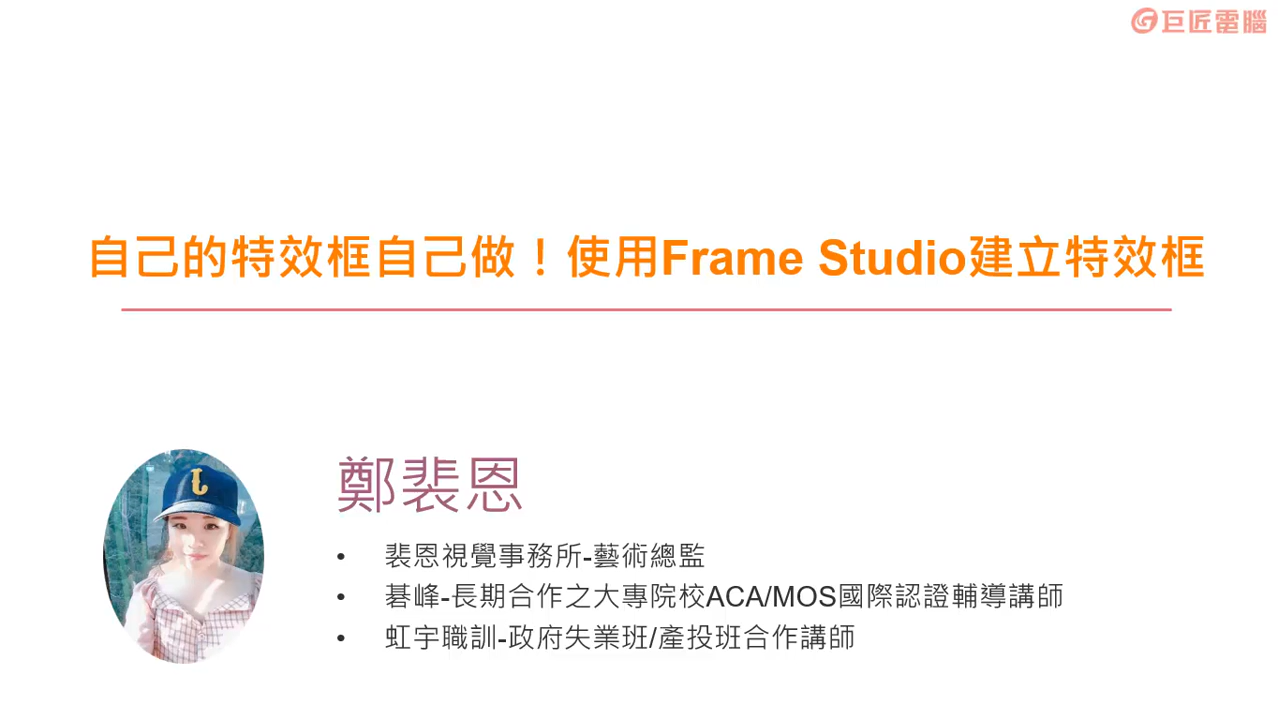 巨匠電腦
自己的特效框自己做！使用Frame Studio建立特效框
鄭裴恩
• 裴恩視覺事務所-藝術總監
• 碁峰-長期合作之大專院校ACA/MOS國際認證輔導講師
• 虹宇職訓-政府失業班/產投班合作講師